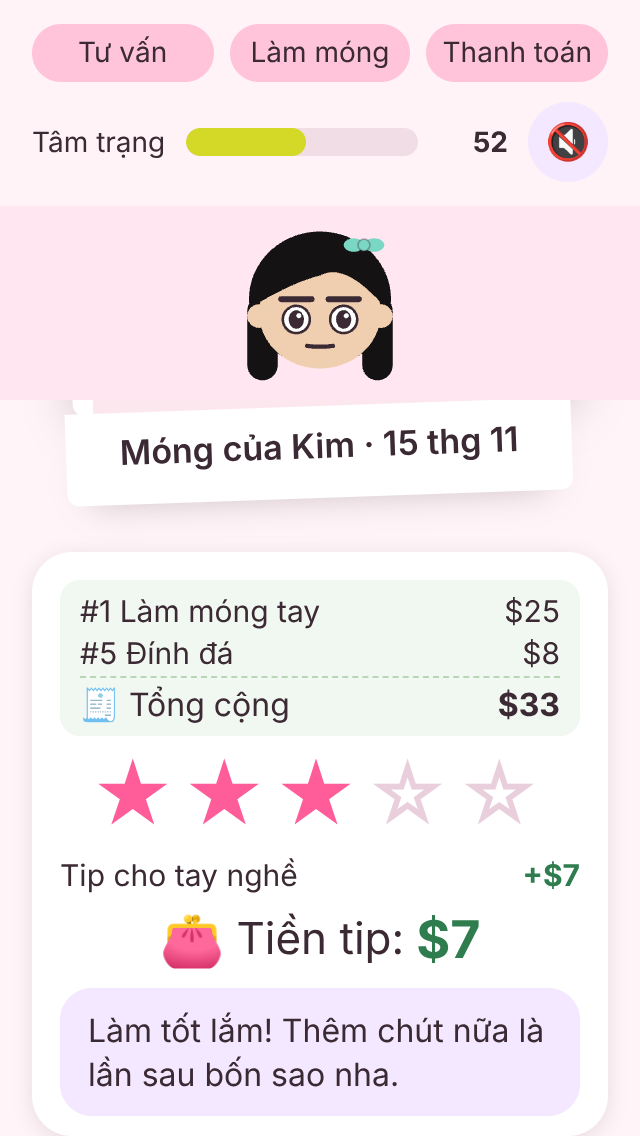 Tư vấn
Làm móng
Thanh toán
Tâm trạng
52
Móng của Kim · 15 thg 11
#1 Làm móng tay $25
#5 Đính đá $8
Tổng cộng $33
Tip cho tay nghề +$7
Tiền tip: $7
Làm tốt lắm! Thêm chút nữa là
lần sau bốn sao nha.